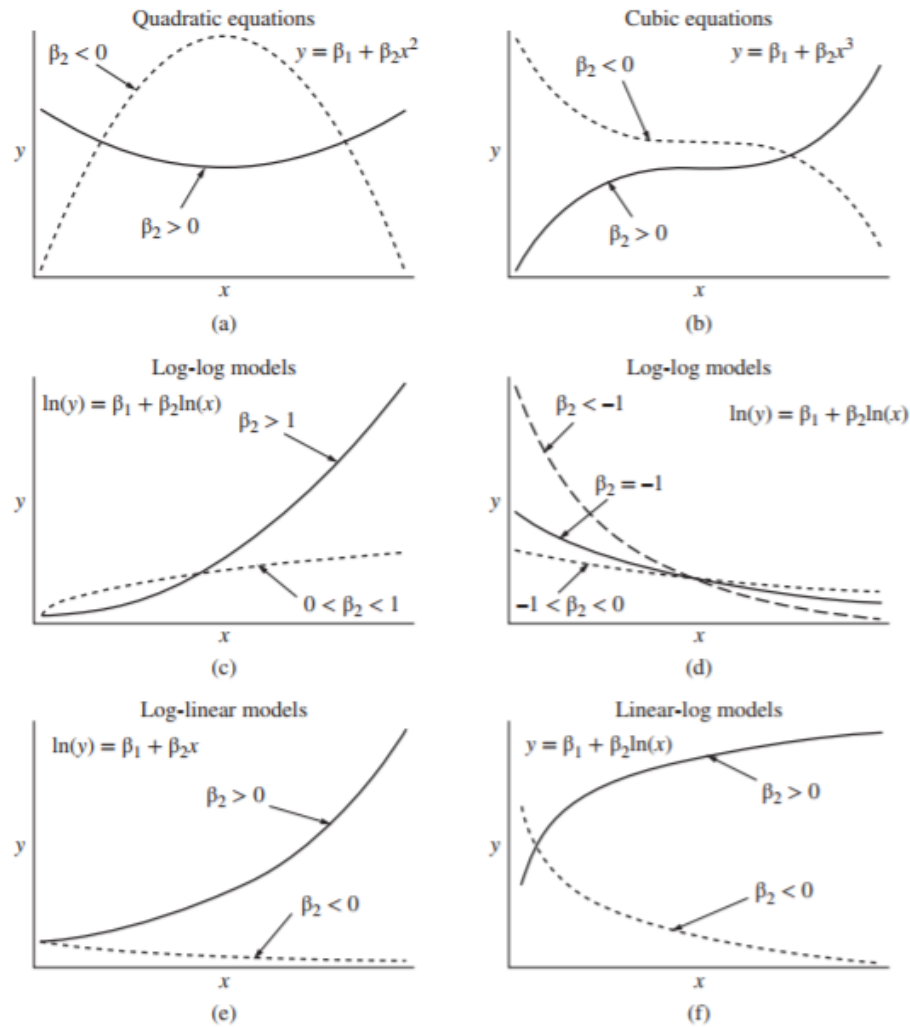 Quadratic equations
β₂ < 0
y = β₁ + β₂x²
y
β₂ > 0
x
(a)
Cubic equations
β₂ < 0
y = β₁ + β₂x³
y
β₂ > 0
x
(b)
Log-log models
ln(y) = β₁ + β₂ln(x)
β₂ > 1
y
0 < β₂ < 1
x
(c)
Log-log models
β₂ < −1
ln(y) = β₁ + β₂ln(x)
β₂ = −1
y
−1 < β₂ < 0
x
(d)
Log-linear models
ln(y) = β₁ + β₂x
β₂ > 0
y
β₂ < 0
x
(e)
Linear-log models
y = β₁ + β₂ln(x)
β₂ > 0
y
β₂ < 0
x
(f)